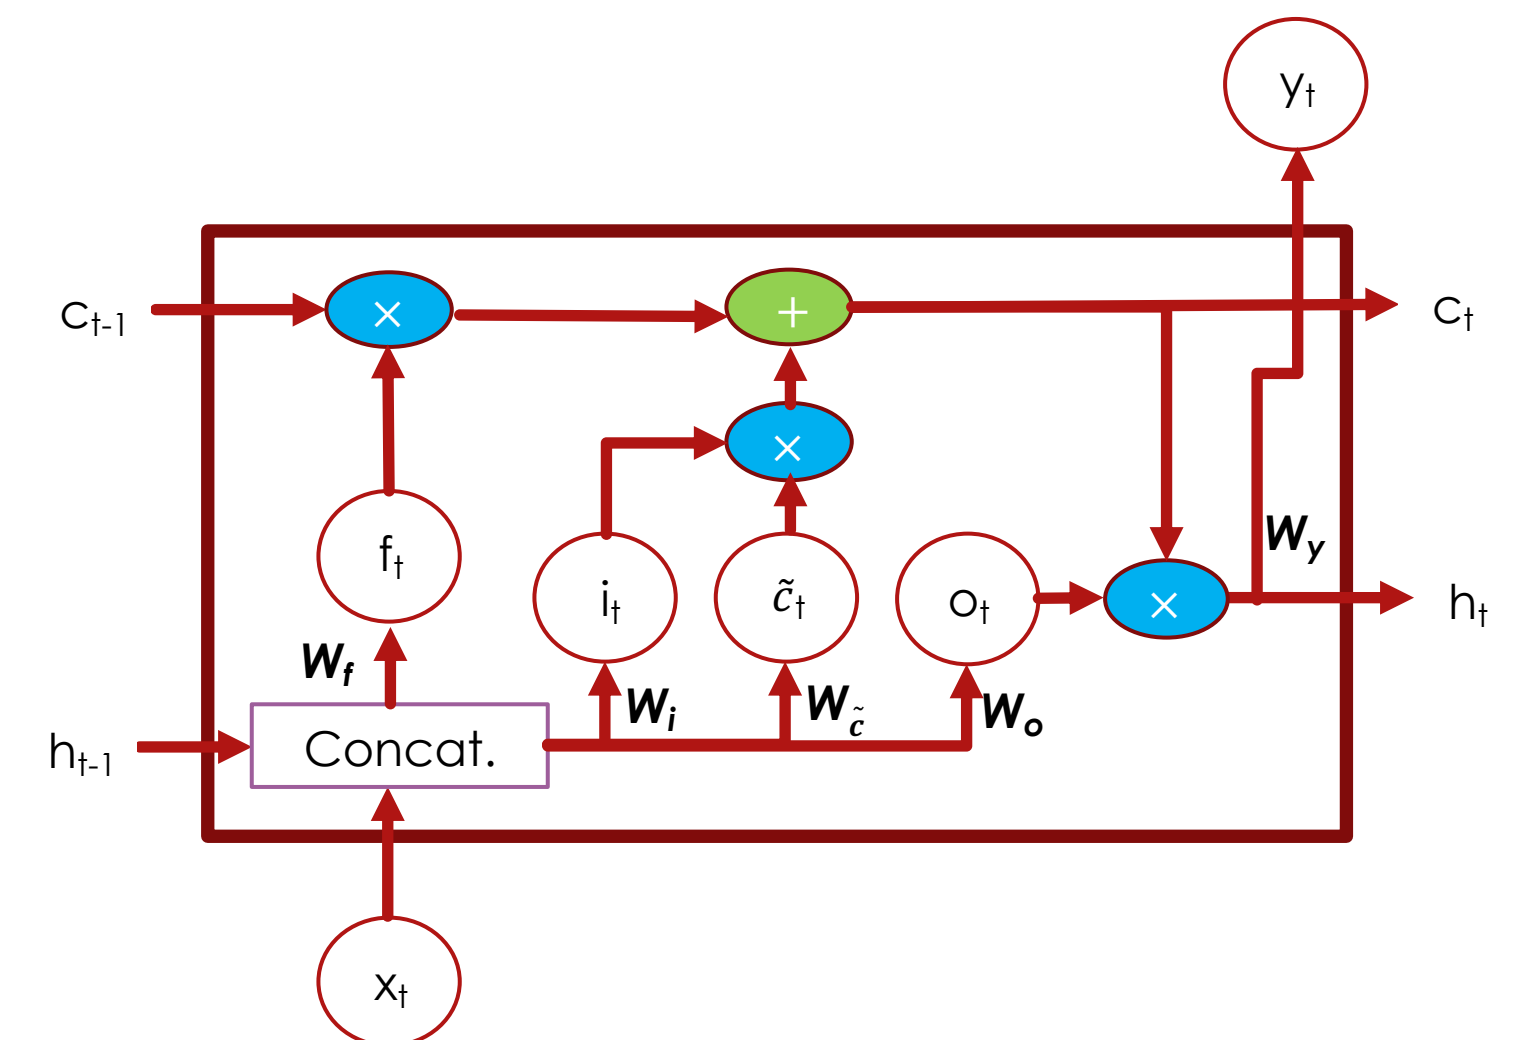 yₜ
×
+
cₜ₋₁
cₜ
×
Wy
fₜ
iₜ
c̃ₜ
oₜ
×
hₜ
Wf
Wi
Wc̃
Wo
hₜ₋₁
Concat.
xₜ